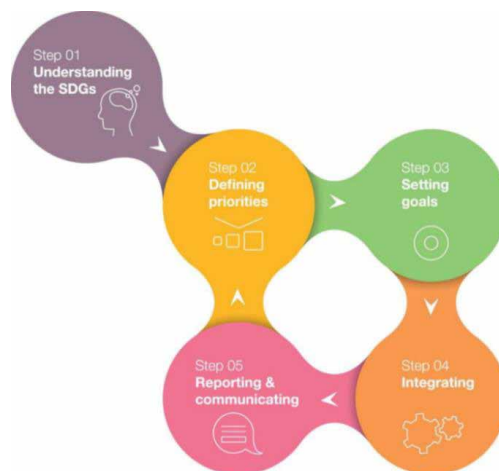 Step 01
Understanding
the SDGs
Step 02
Defining
priorities
Step 03
Setting
goals
Step 04
Integrating
Step 05
Reporting &
communicating